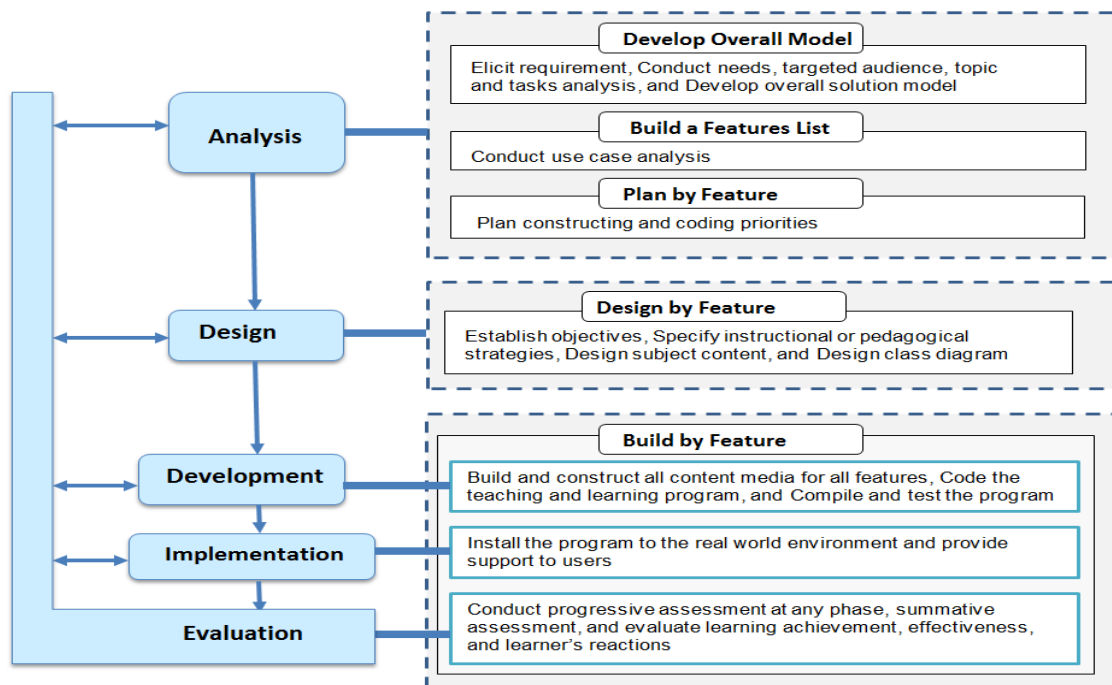 Develop Overall Model
Elicit requirement, Conduct needs, targeted audience, topic
and tasks analysis, and Develop overall solution model
Analysis
Build a Features List
Conduct use case analysis
Plan by Feature
Plan constructing and coding priorities
Design by Feature
Design
Establish objectives, Specify instructional or pedagogical
strategies, Design subject content, and Design class diagram
Build by Feature
Development
Build and construct all content media for all features, Code the
teaching and learning program, and Compile and test the program
Implementation
Install the program to the real world environment and provide
support to users
Evaluation
Conduct progressive assessment at any phase, summative
assessment, and evaluate learning achievement, effectiveness,
and learner's reactions